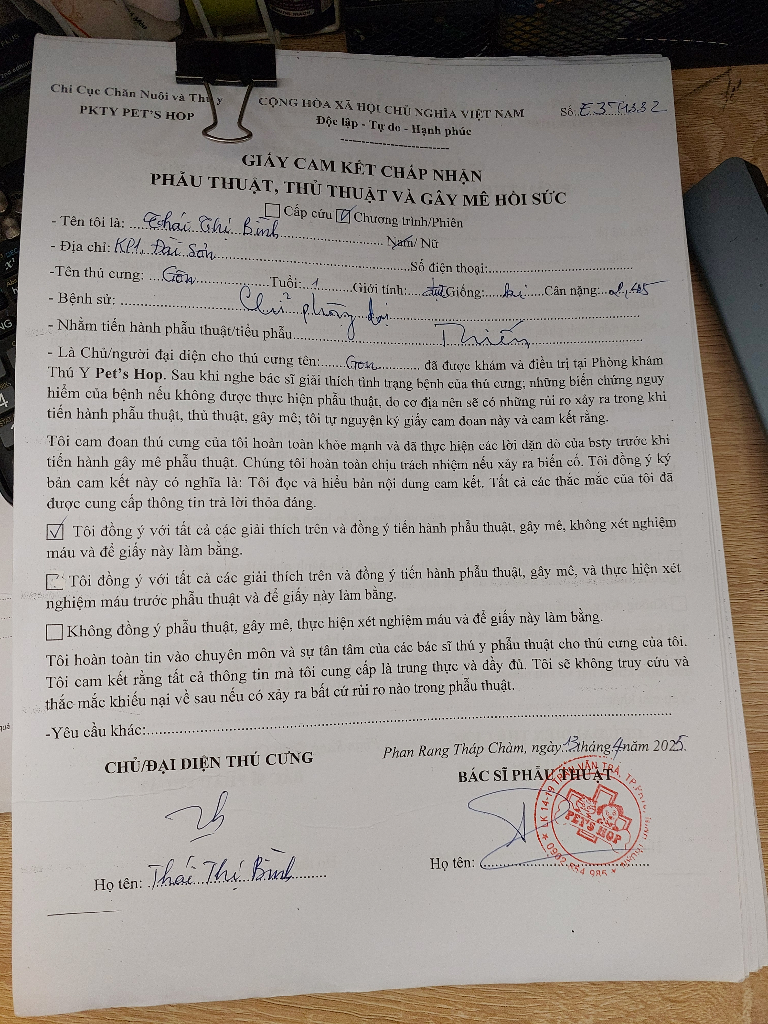 Chi Cục Chăn Nuôi và Thú y
PKTY PET'S HOP
CỘNG HÒA XÃ HỘI CHỦ NGHĨA VIỆT NAM
Độc lập - Tự do - Hạnh phúc
Số: E354332
GIẤY CAM KẾT CHẤP NHẬN
PHẪU THUẬT, THỦ THUẬT VÀ GÂY MÊ HỒI SỨC
Cấp cứu Chương trình/Phiên
- Tên tôi là: Thái Thị Bình Nam/ Nữ
- Địa chỉ: KP1, Đài Sơn Số điện thoại:
-Tên thú cưng: Gòn Tuổi: 1 Giới tính: Giống: Cân nặng:
- Bệnh sử: Chủ phòng đợi
- Nhằm tiến hành phẫu thuật/tiểu phẫu Thiến
- Là Chủ/người đại diện cho thú cưng tên: Gòn đã được khám và điều trị tại Phòng khám
Thú Y Pet's Hop. Sau khi nghe bác sĩ giải thích tình trạng bệnh của thú cưng; những biến chứng nguy
hiểm của bệnh nếu không được thực hiện phẫu thuật, do cơ địa nên sẽ có những rủi ro xảy ra trong khi
tiến hành phẫu thuật, thủ thuật, gây mê; tôi tự nguyện ký giấy cam đoan này và cam kết rằng.
Tôi cam đoan thú cưng của tôi hoàn toàn khỏe mạnh và đã thực hiện các lời dặn dò của bsty trước khi
tiến hành gây mê phẫu thuật. Chúng tôi hoàn toàn chịu trách nhiệm nếu xảy ra biến cố. Tôi đồng ý ký
bản cam kết này có nghĩa là: Tôi đọc và hiểu bản nội dung cam kết. Tất cả các thắc mắc của tôi đã
được cung cấp thông tin trả lời thỏa đáng.
Tôi đồng ý với tất cả các giải thích trên và đồng ý tiến hành phẫu thuật, gây mê, không xét nghiệm
máu và để giấy này làm bằng.
Tôi đồng ý với tất cả các giải thích trên và đồng ý tiến hành phẫu thuật, gây mê, và thực hiện xét
nghiệm máu trước phẫu thuật và để giấy này làm bằng.
Không đồng ý phẫu thuật, gây mê, thực hiện xét nghiệm máu và để giấy này làm bằng.
Tôi hoàn toàn tin vào chuyên môn và sự tận tâm của các bác sĩ thú y phẫu thuật cho thú cưng của tôi.
Tôi cam kết rằng tất cả thông tin mà tôi cung cấp là trung thực và đầy đủ. Tôi sẽ không truy cứu và
thắc mắc khiếu nại về sau nếu có xảy ra bất cứ rủi ro nào trong phẫu thuật.
-Yêu cầu khác:
Phan Rang Tháp Chàm, ngày 13 tháng 4 năm 2025.
CHỦ/ĐẠI DIỆN THÚ CƯNG
BÁC SĨ PHẪU THUẬT
LK 14-19 TRẦN VĂN TRÀ, TP.
PET'S HOP
Họ tên: Thái Thị Bình
Họ tên: